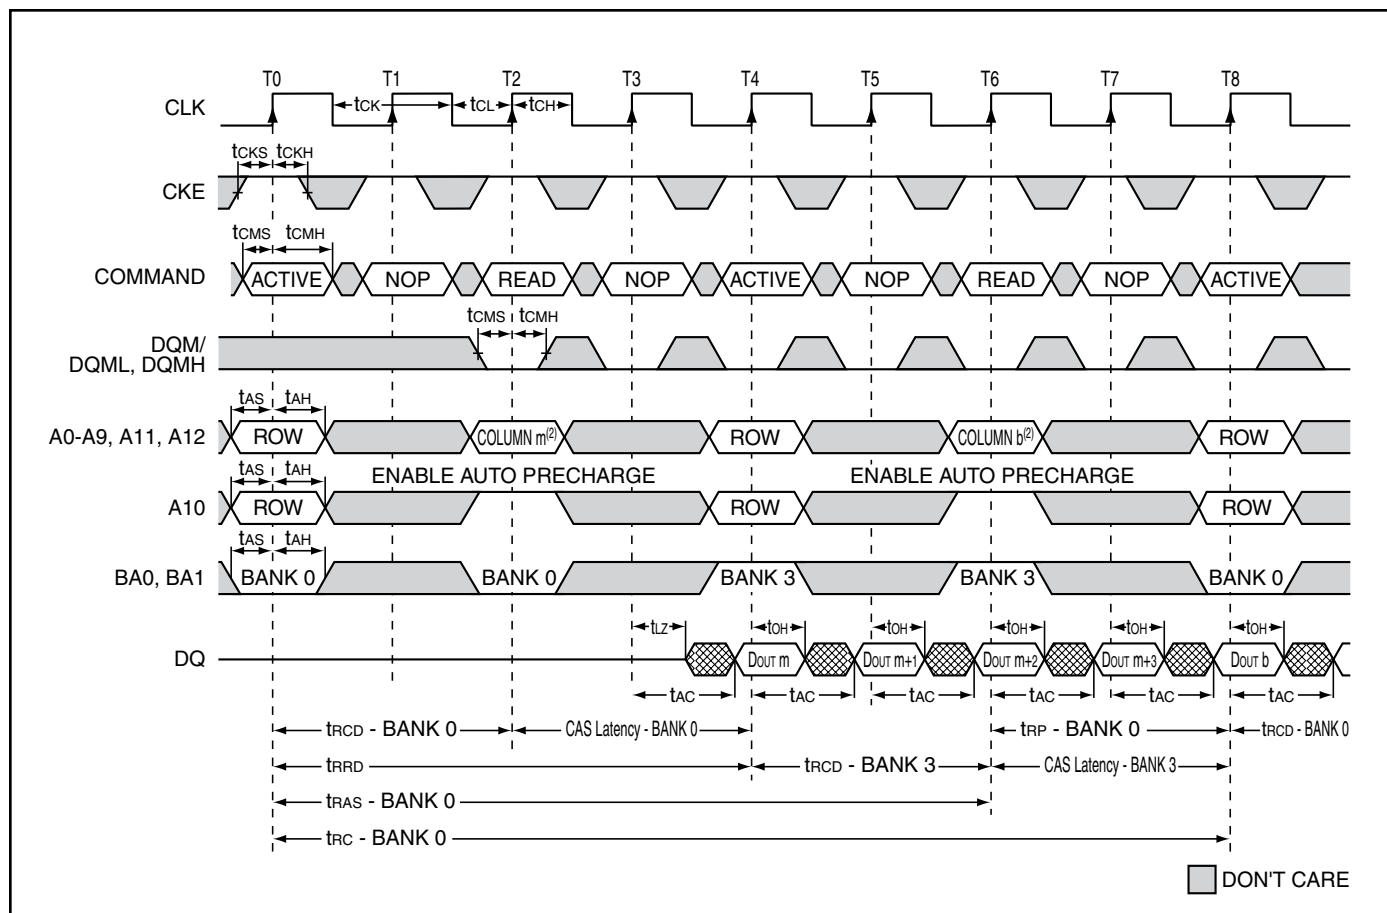 T0 T1 T2 T3 T4 T5 T6 T7 T8
CLK tCK tCL tCH
tCKS tCKH
CKE
tCMS tCMH
COMMAND ACTIVE NOP READ NOP ACTIVE NOP READ NOP ACTIVE
tCMS tCMH
DQM/
DQML, DQMH
tAS tAH
A0-A9, A11, A12 ROW COLUMN m(2) ROW COLUMN b(2) ROW
tAS tAH ENABLE AUTO PRECHARGE ENABLE AUTO PRECHARGE
A10 ROW ROW ROW
tAS tAH
BA0, BA1 BANK 0 BANK 0 BANK 3 BANK 3 BANK 0
tLZ tOH tOH tOH tOH tOH
DQ DOUT m DOUT m+1 DOUT m+2 DOUT m+3 DOUT b
tAC tAC tAC tAC tAC tAC
tRCD - BANK 0 CAS Latency - BANK 0 tRP - BANK 0 tRCD - BANK 0
tRRD tRCD - BANK 3 CAS Latency - BANK 3
tRAS - BANK 0
tRC - BANK 0
DON'T CARE